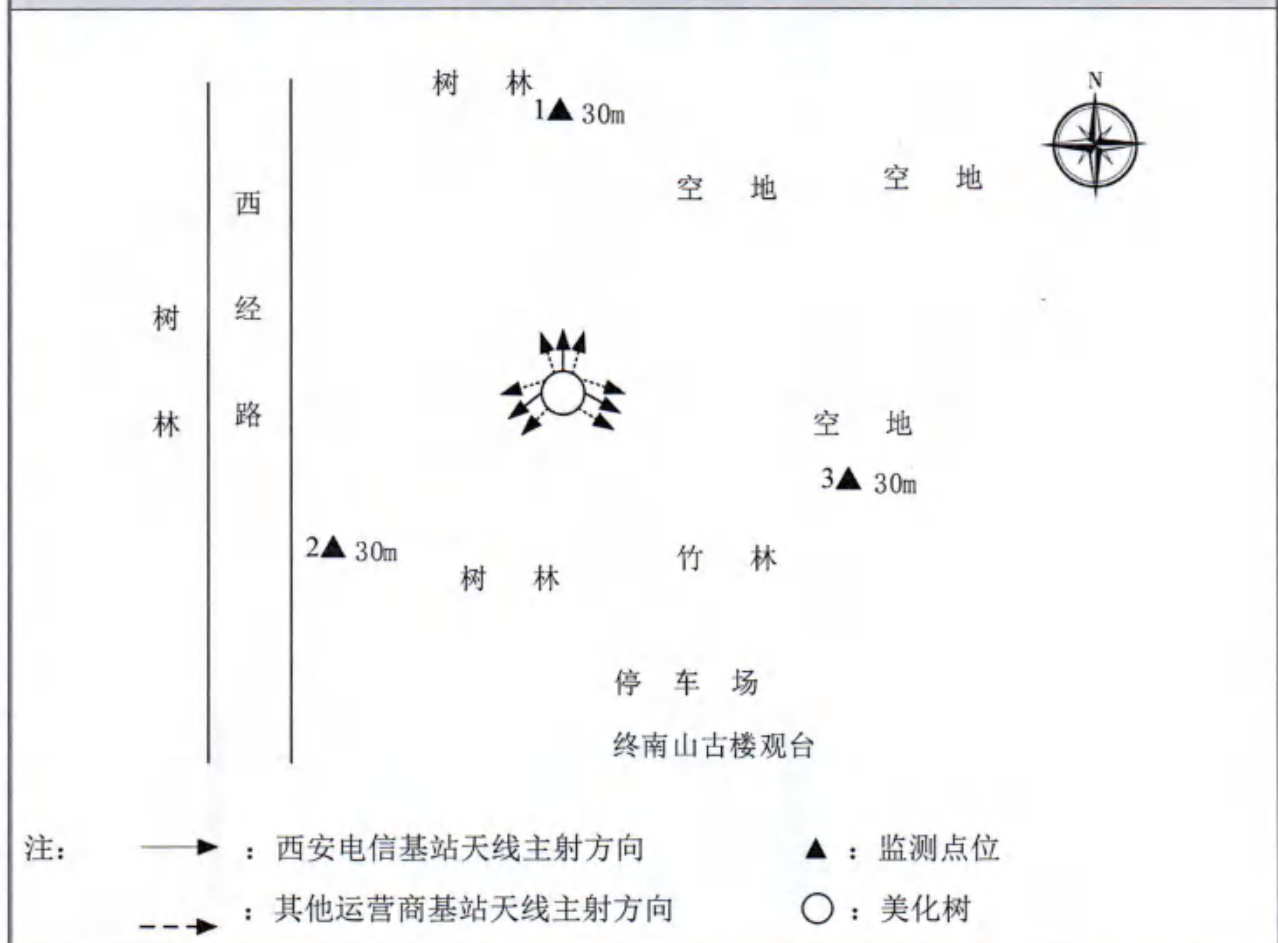 N
树 林
1 30m
空 地
空 地
西经路
树林
空 地
3 30m
2 30m
树 林
竹 林
停 车 场
终南山古楼观台
注：
：西安电信基站天线主射方向
：监测点位
：其他运营商基站天线主射方向
：美化树